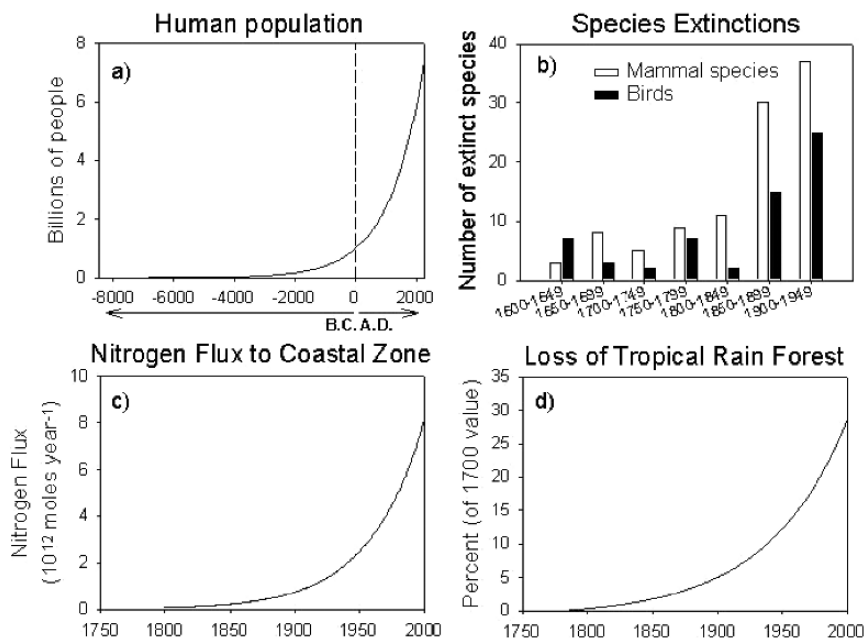 Human population
Billions of people
a)
8
6
4
2
0
-8000 -6000 -4000 -2000 0 2000
B.C. A.D.
Species Extinctions
Number of extinct species
b)
Mammal species
Birds
40
30
20
10
0
1600-1649 1650-1699 1700-1749 1750-1799 1800-1849 1850-1899 1900-1949
Nitrogen Flux to Coastal Zone
Nitrogen Flux
(10¹² moles year⁻¹)
c)
10
8
6
4
2
0
1750 1800 1850 1900 1950 2000
Loss of Tropical Rain Forest
Percent (of 1700 value)
d)
35
30
25
20
15
10
5
0
1750 1800 1850 1900 1950 2000